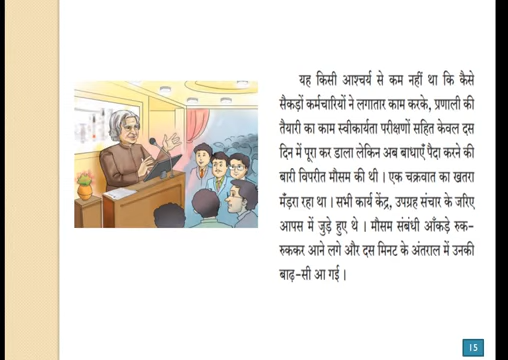 यह किसी आश्चर्य से कम नहीं था कि कैसे
सैकड़ों कर्मचारियों ने लगातार काम करके, प्रणाली की
तैयारी का काम स्वीकार्यता परीक्षणों सहित केवल दस
दिन में पूरा कर डाला लेकिन अब बाधाएँ पैदा करने की
बारी विपरीत मौसम की थी । एक चक्रवात का खतरा
मँड़रा रहा था । सभी कार्य केंद्र, उपग्रह संचार के जरिए
आपस में जुड़े हुए थे । मौसम संबंधी आँकड़े रुक-
रुककर आने लगे और दस मिनट के अंतराल में उनकी
बाढ़-सी आ गई ।
15